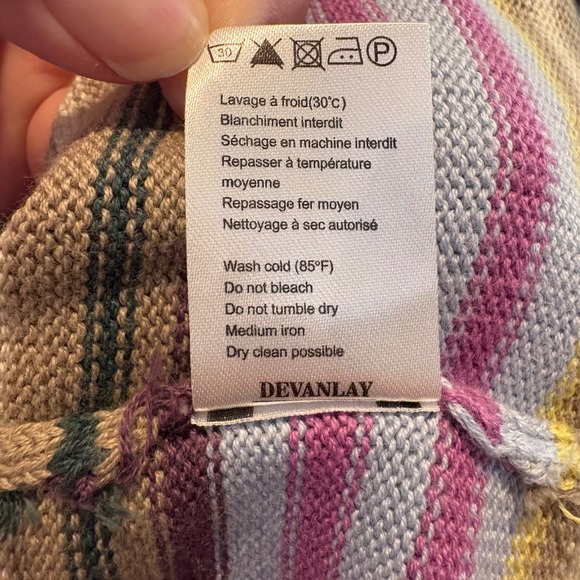 30 P
Lavage à froid(30°C)
Blanchiment interdit
Séchage en machine interdit
Repasser à température
moyenne
Repassage fer moyen
Nettoyage à sec autorisé
Wash cold (85°F)
Do not bleach
Do not tumble dry
Medium iron
Dry clean possible
DEVANLAY